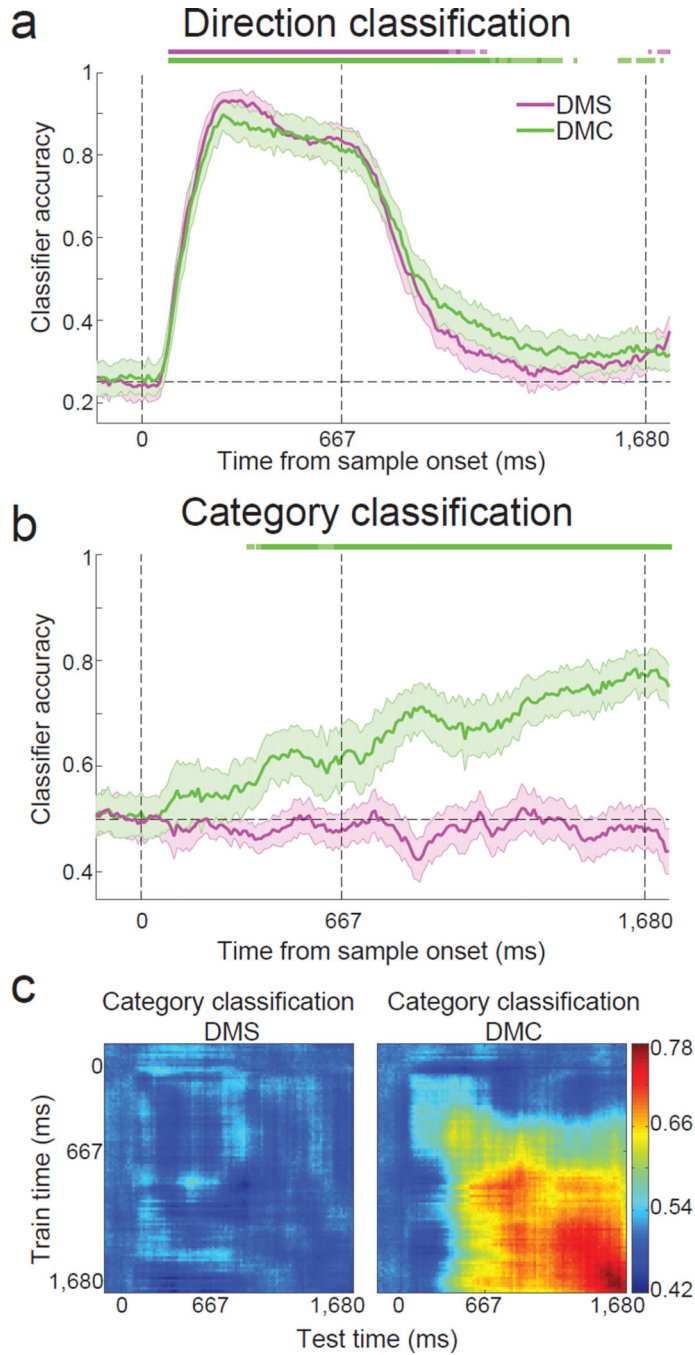 a
Direction classification
1
0.8
0.6
0.4
0.2
Classifier accuracy
DMS
DMC
0
667
1,680
Time from sample onset (ms)
b
Category classification
1
0.8
0.6
0.4
Classifier accuracy
0
667
1,680
Time from sample onset (ms)
c
Category classification
DMS
Category classification
DMC
0
667
1,680
Train time (ms)
0
667
1,680
0
667
1,680
0.78
0.66
0.54
0.42
Test time (ms)